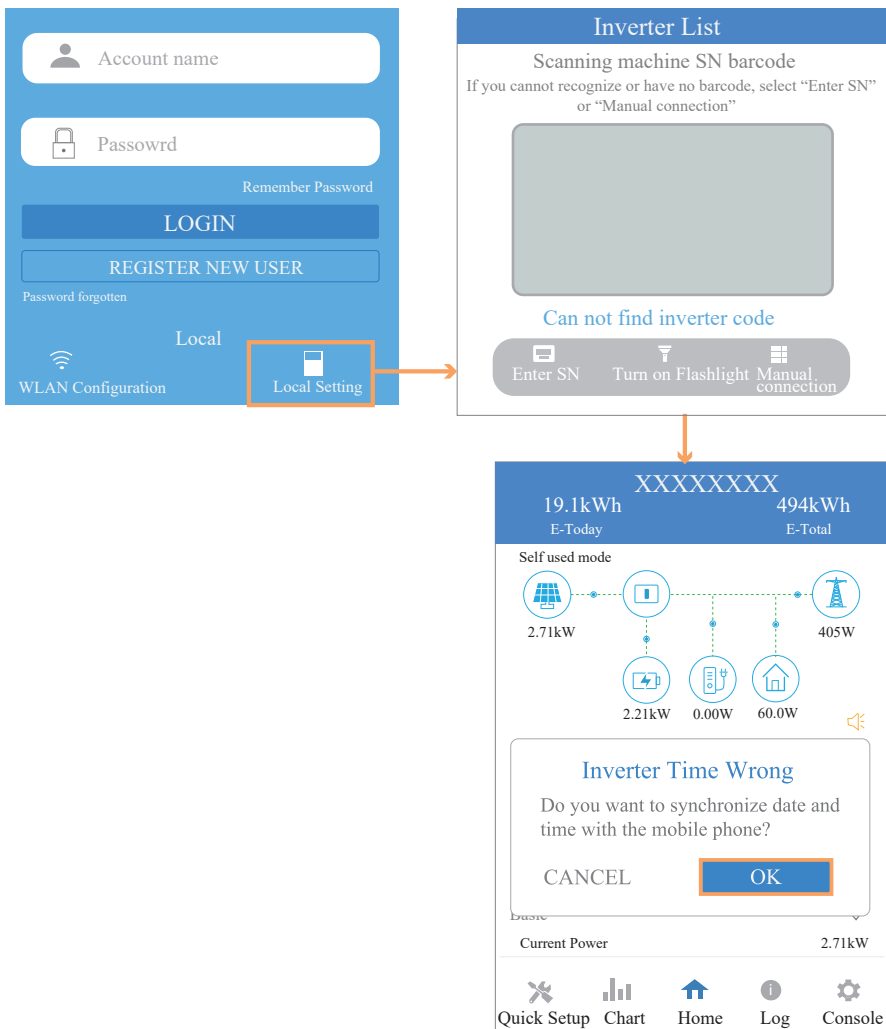 Account name
Passowrd
Remember Password
LOGIN
REGISTER NEW USER
Password forgotten
Local
WLAN Configuration
Local Setting
Inverter List
Scanning machine SN barcode
If you cannot recognize or have no barcode, select “Enter SN”
or “Manual connection”
Can not find inverter code
Enter SN
Turn on Flashlight
Manual
connection
XXXXXXXX
19.1kWh
494kWh
E-Today
E-Total
Self used mode
2.71kW
405W
2.21kW
0.00W
60.0W
Inverter Time Wrong
Do you want to synchronize date and
time with the mobile phone?
CANCEL
OK
Basic
Current Power
2.71kW
Quick Setup
Chart
Home
Log
Console